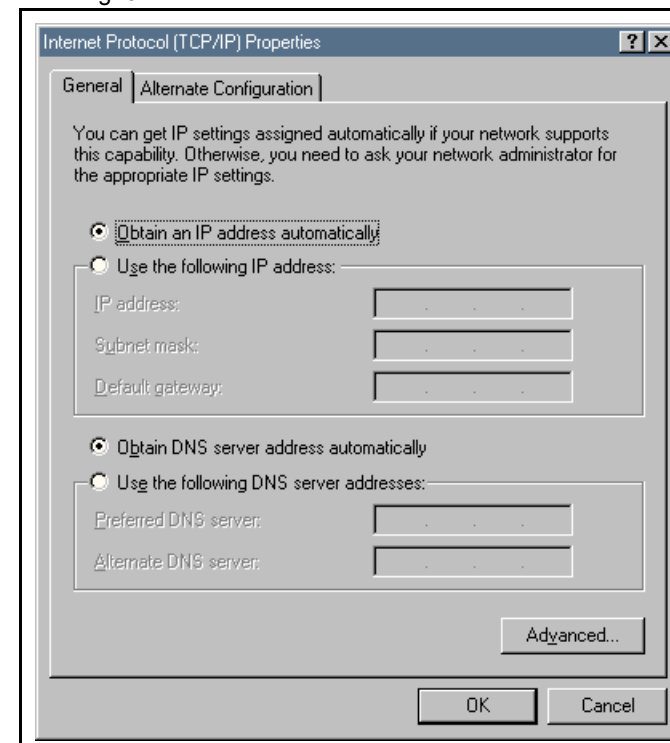 Internet Protocol (TCP/IP) Properties
General
Alternate Configuration
You can get IP settings assigned automatically if your network supports
this capability. Otherwise, you need to ask your network administrator for
the appropriate IP settings.
Obtain an IP address automatically
Use the following IP address:
IP address:
Subnet mask:
Default gateway:
Obtain DNS server address automatically
Use the following DNS server addresses:
Preferred DNS server:
Alternate DNS server:
Advanced...
OK
Cancel